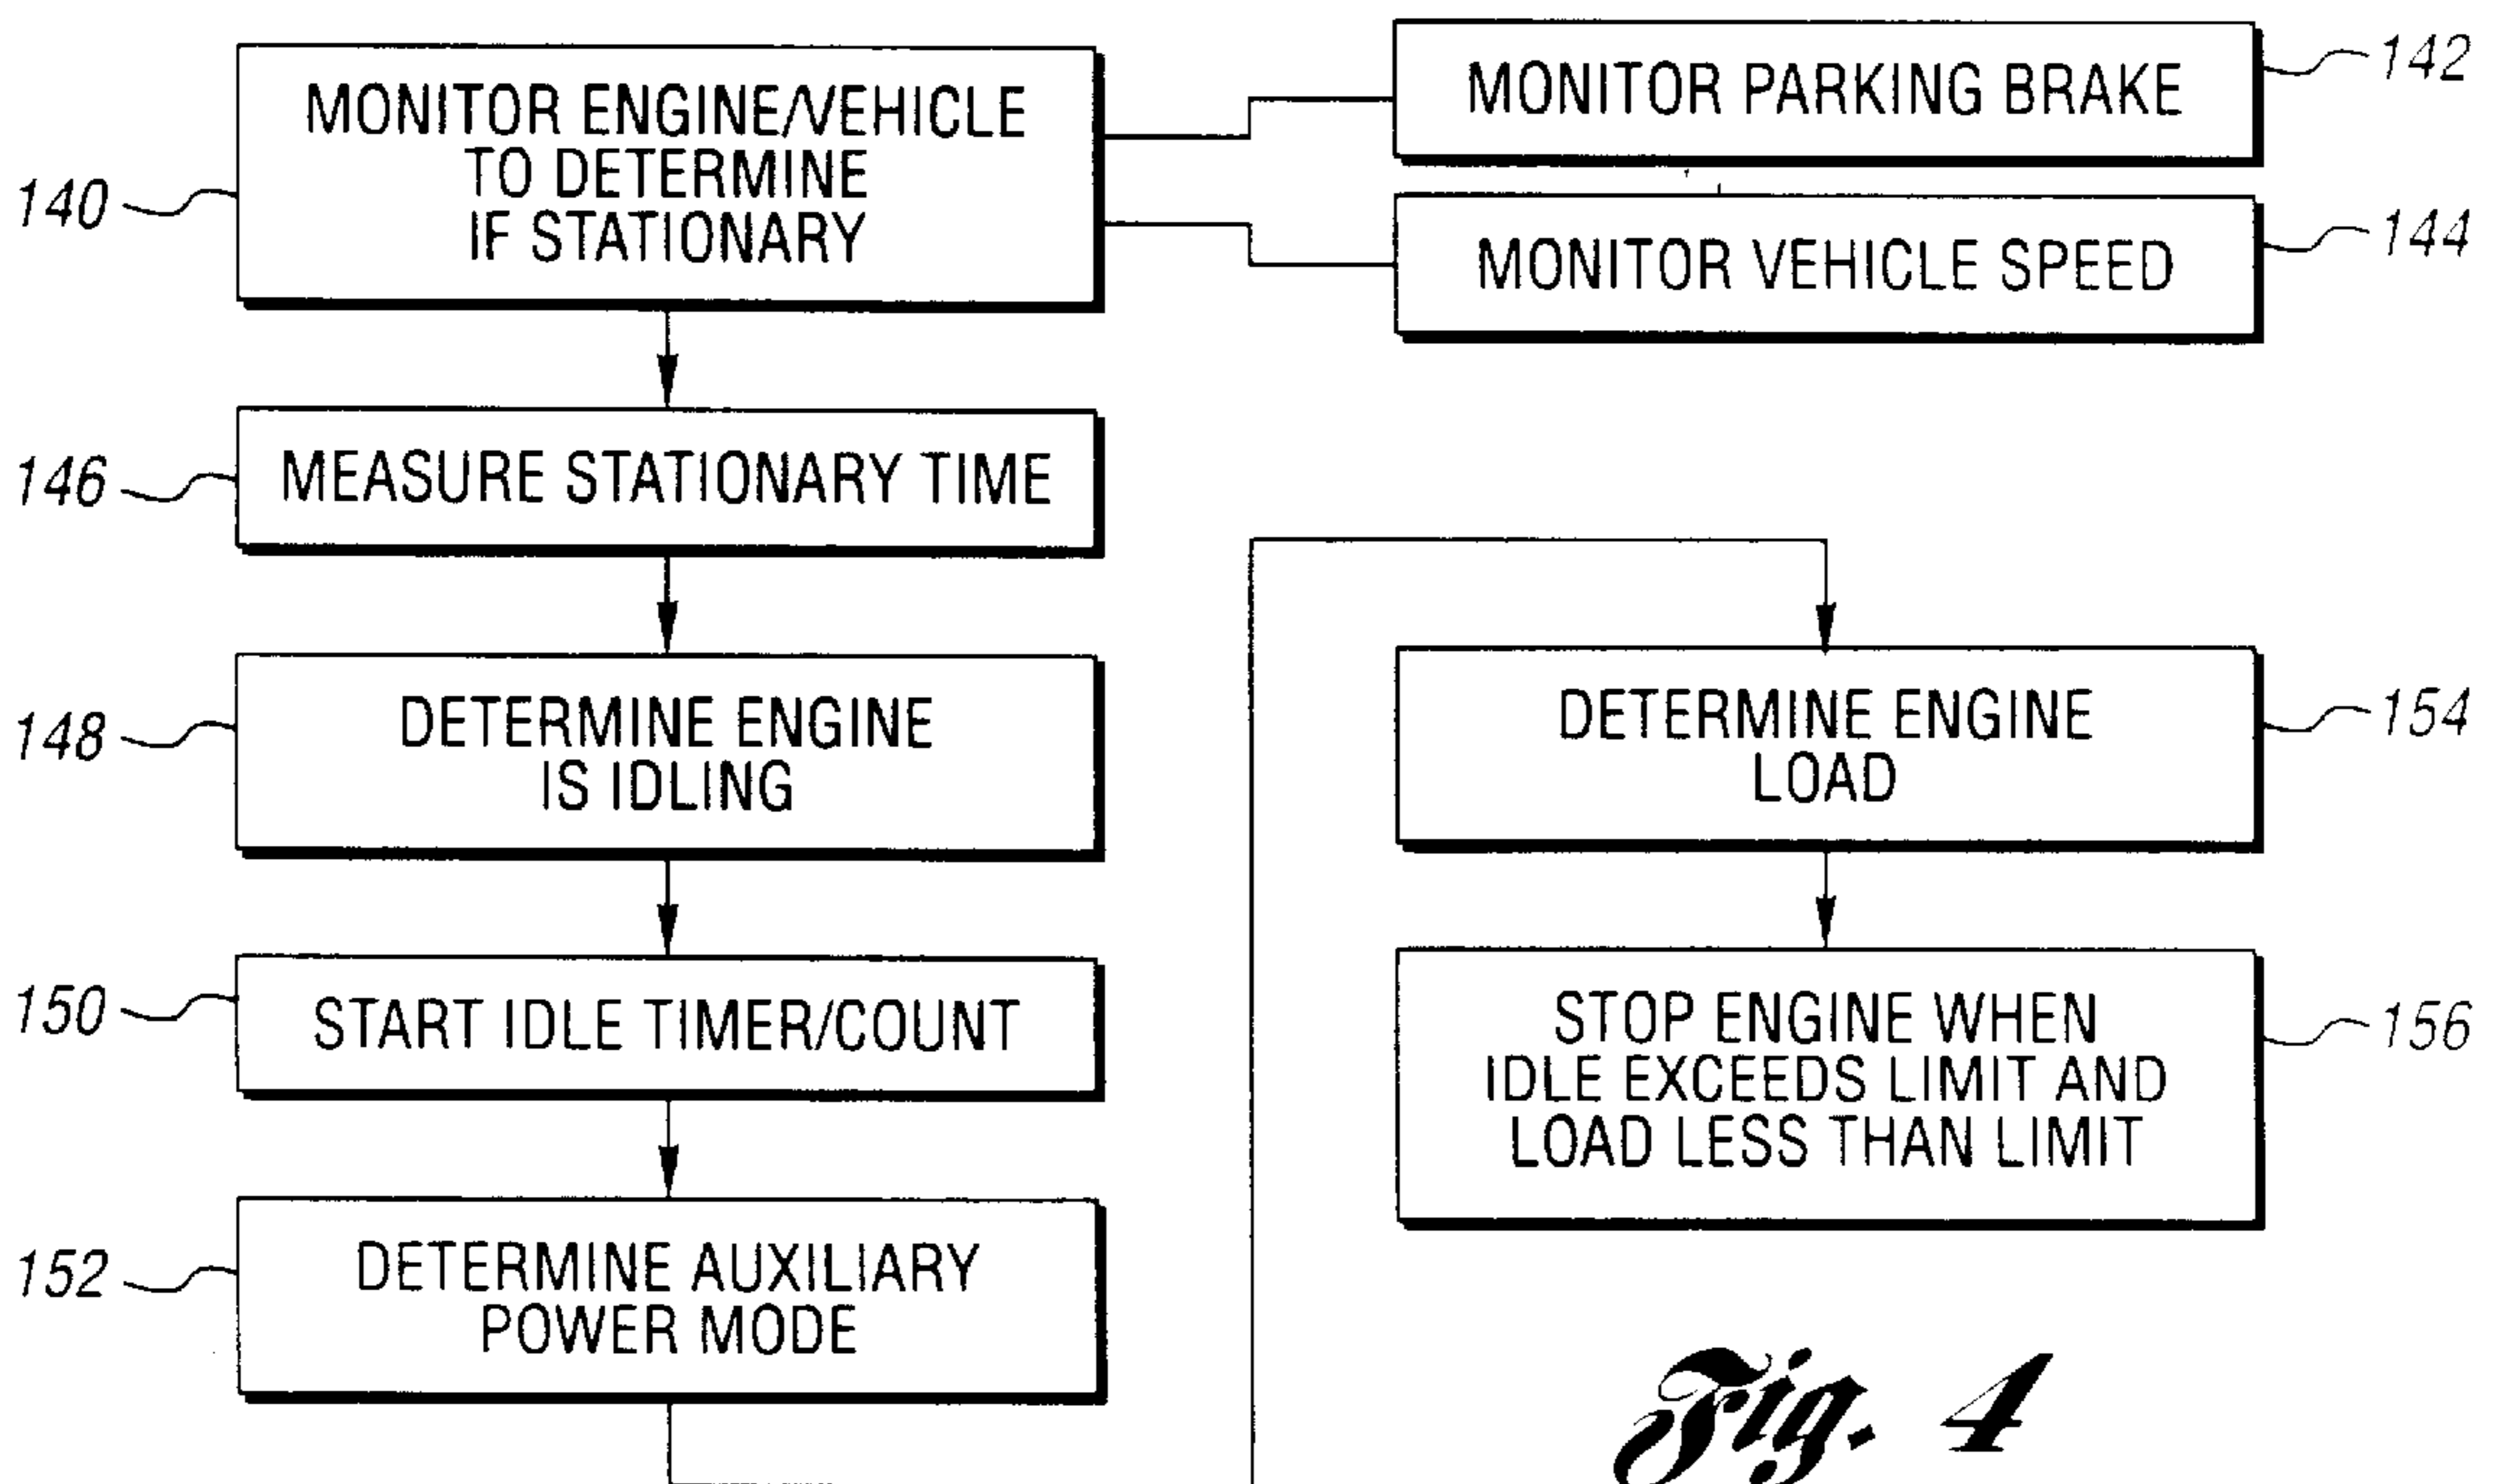 MONITOR ENGINE/VEHICLE
TO DETERMINE
IF STATIONARY
140
MONITOR PARKING BRAKE
142
MONITOR VEHICLE SPEED
144
MEASURE STATIONARY TIME
146
DETERMINE ENGINE
IS IDLING
148
START IDLE TIMER/COUNT
150
DETERMINE AUXILIARY
POWER MODE
152
DETERMINE ENGINE
LOAD
154
STOP ENGINE WHEN
IDLE EXCEEDS LIMIT AND
LOAD LESS THAN LIMIT
156
Fig. 4